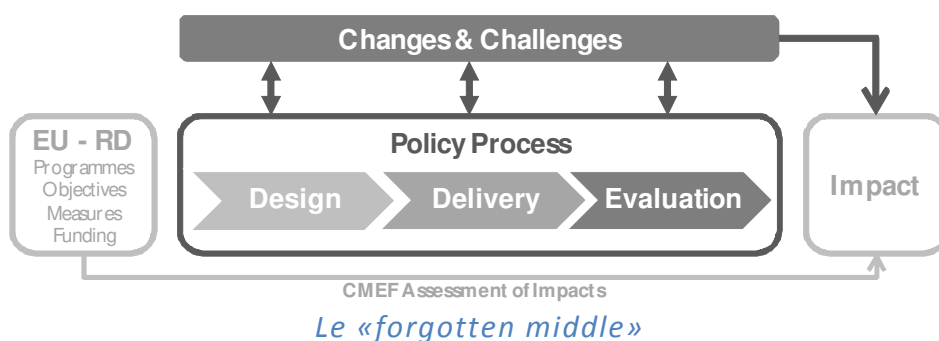 Changes & Challenges
EU - RD
Programmes
Objectives
Measures
Funding
Policy Process
Design
Delivery
Evaluation
Impact
CMEF Assessment of Impacts
Le «forgotten middle»